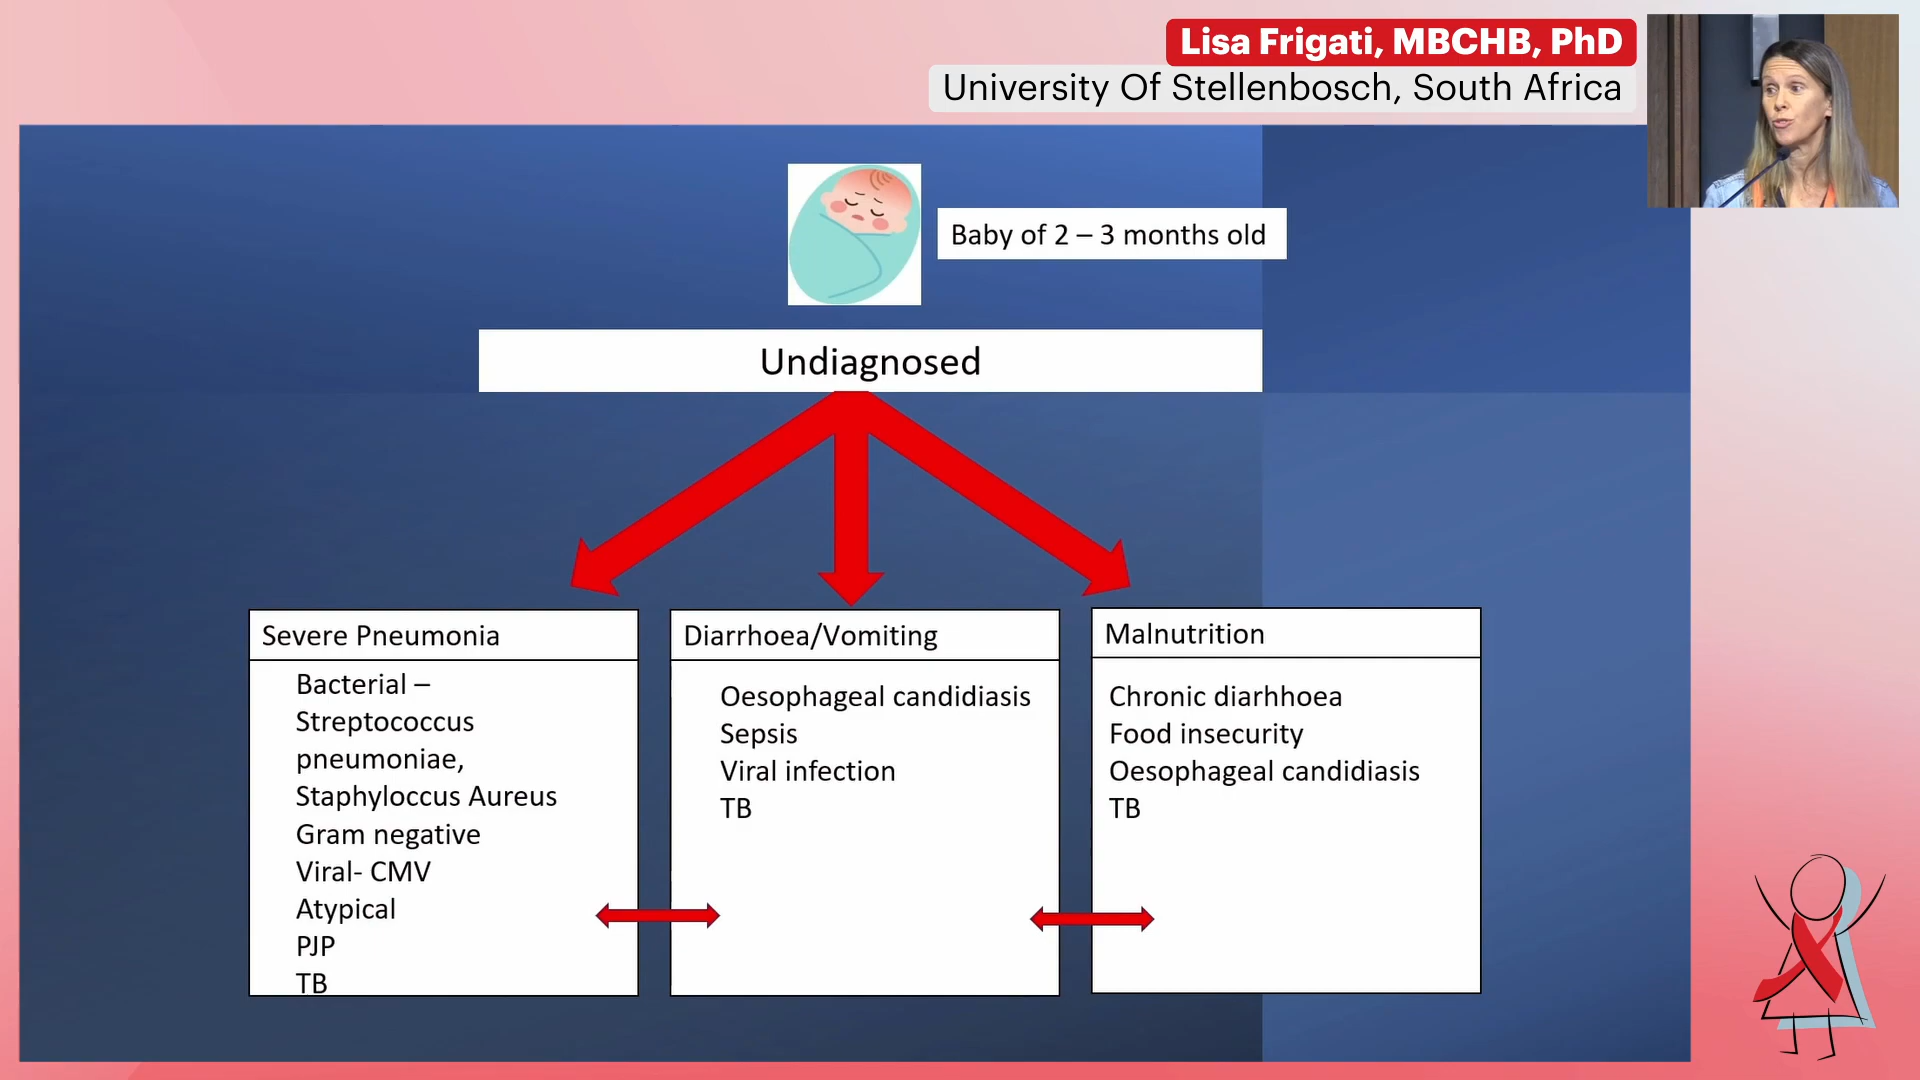 Lisa Frigati, MBCHB, PhD
University Of Stellenbosch, South Africa
Baby of 2 – 3 months old
Undiagnosed
Severe Pneumonia
Bacterial –
Streptococcus
pneumoniae,
Staphyloccus Aureus
Gram negative
Viral- CMV
Atypical
PJP
TB
Diarrhoea/Vomiting
Oesophageal candidiasis
Sepsis
Viral infection
TB
Malnutrition
Chronic diarhhoea
Food insecurity
Oesophageal candidiasis
TB